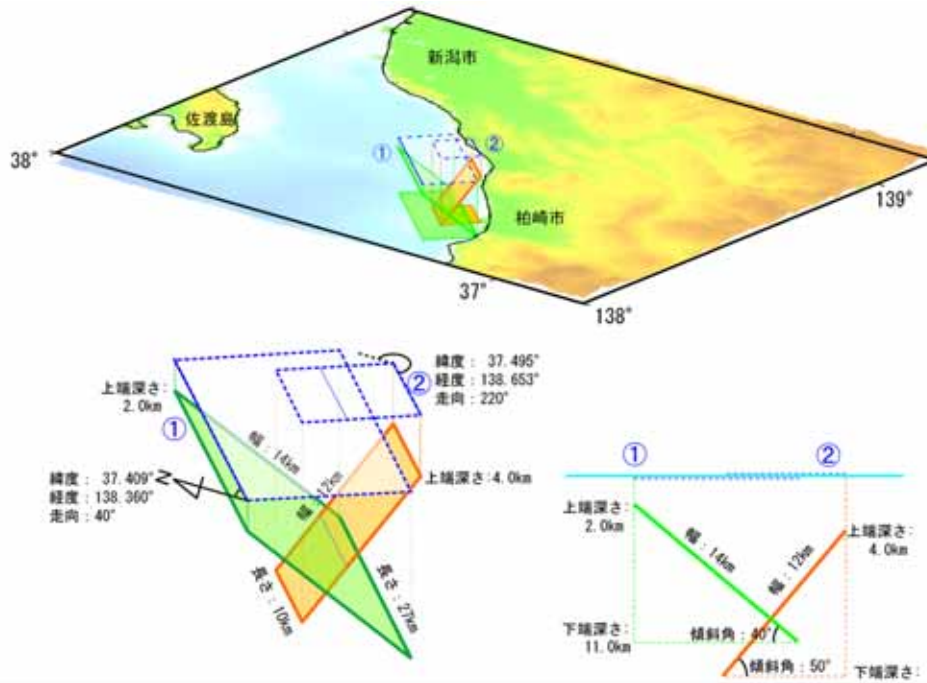 新潟市
佐渡島
①
②
38°
139°
柏崎市
37°
138°
緯度：37.495°
経度：138.653°
走向：220°
②
上端深さ：
2.0km
①
幅：14km
幅：12km
上端深さ:4.0km
N
緯度：37.409°
経度：138.360°
走向：40°
長さ：10km
長さ：27km
①
②
上端深さ：
2.0km
上端深さ：
4.0km
幅：14km
幅：12km
下端深さ：
11.0km
傾斜角：40°
傾斜角：50°
下端深さ：